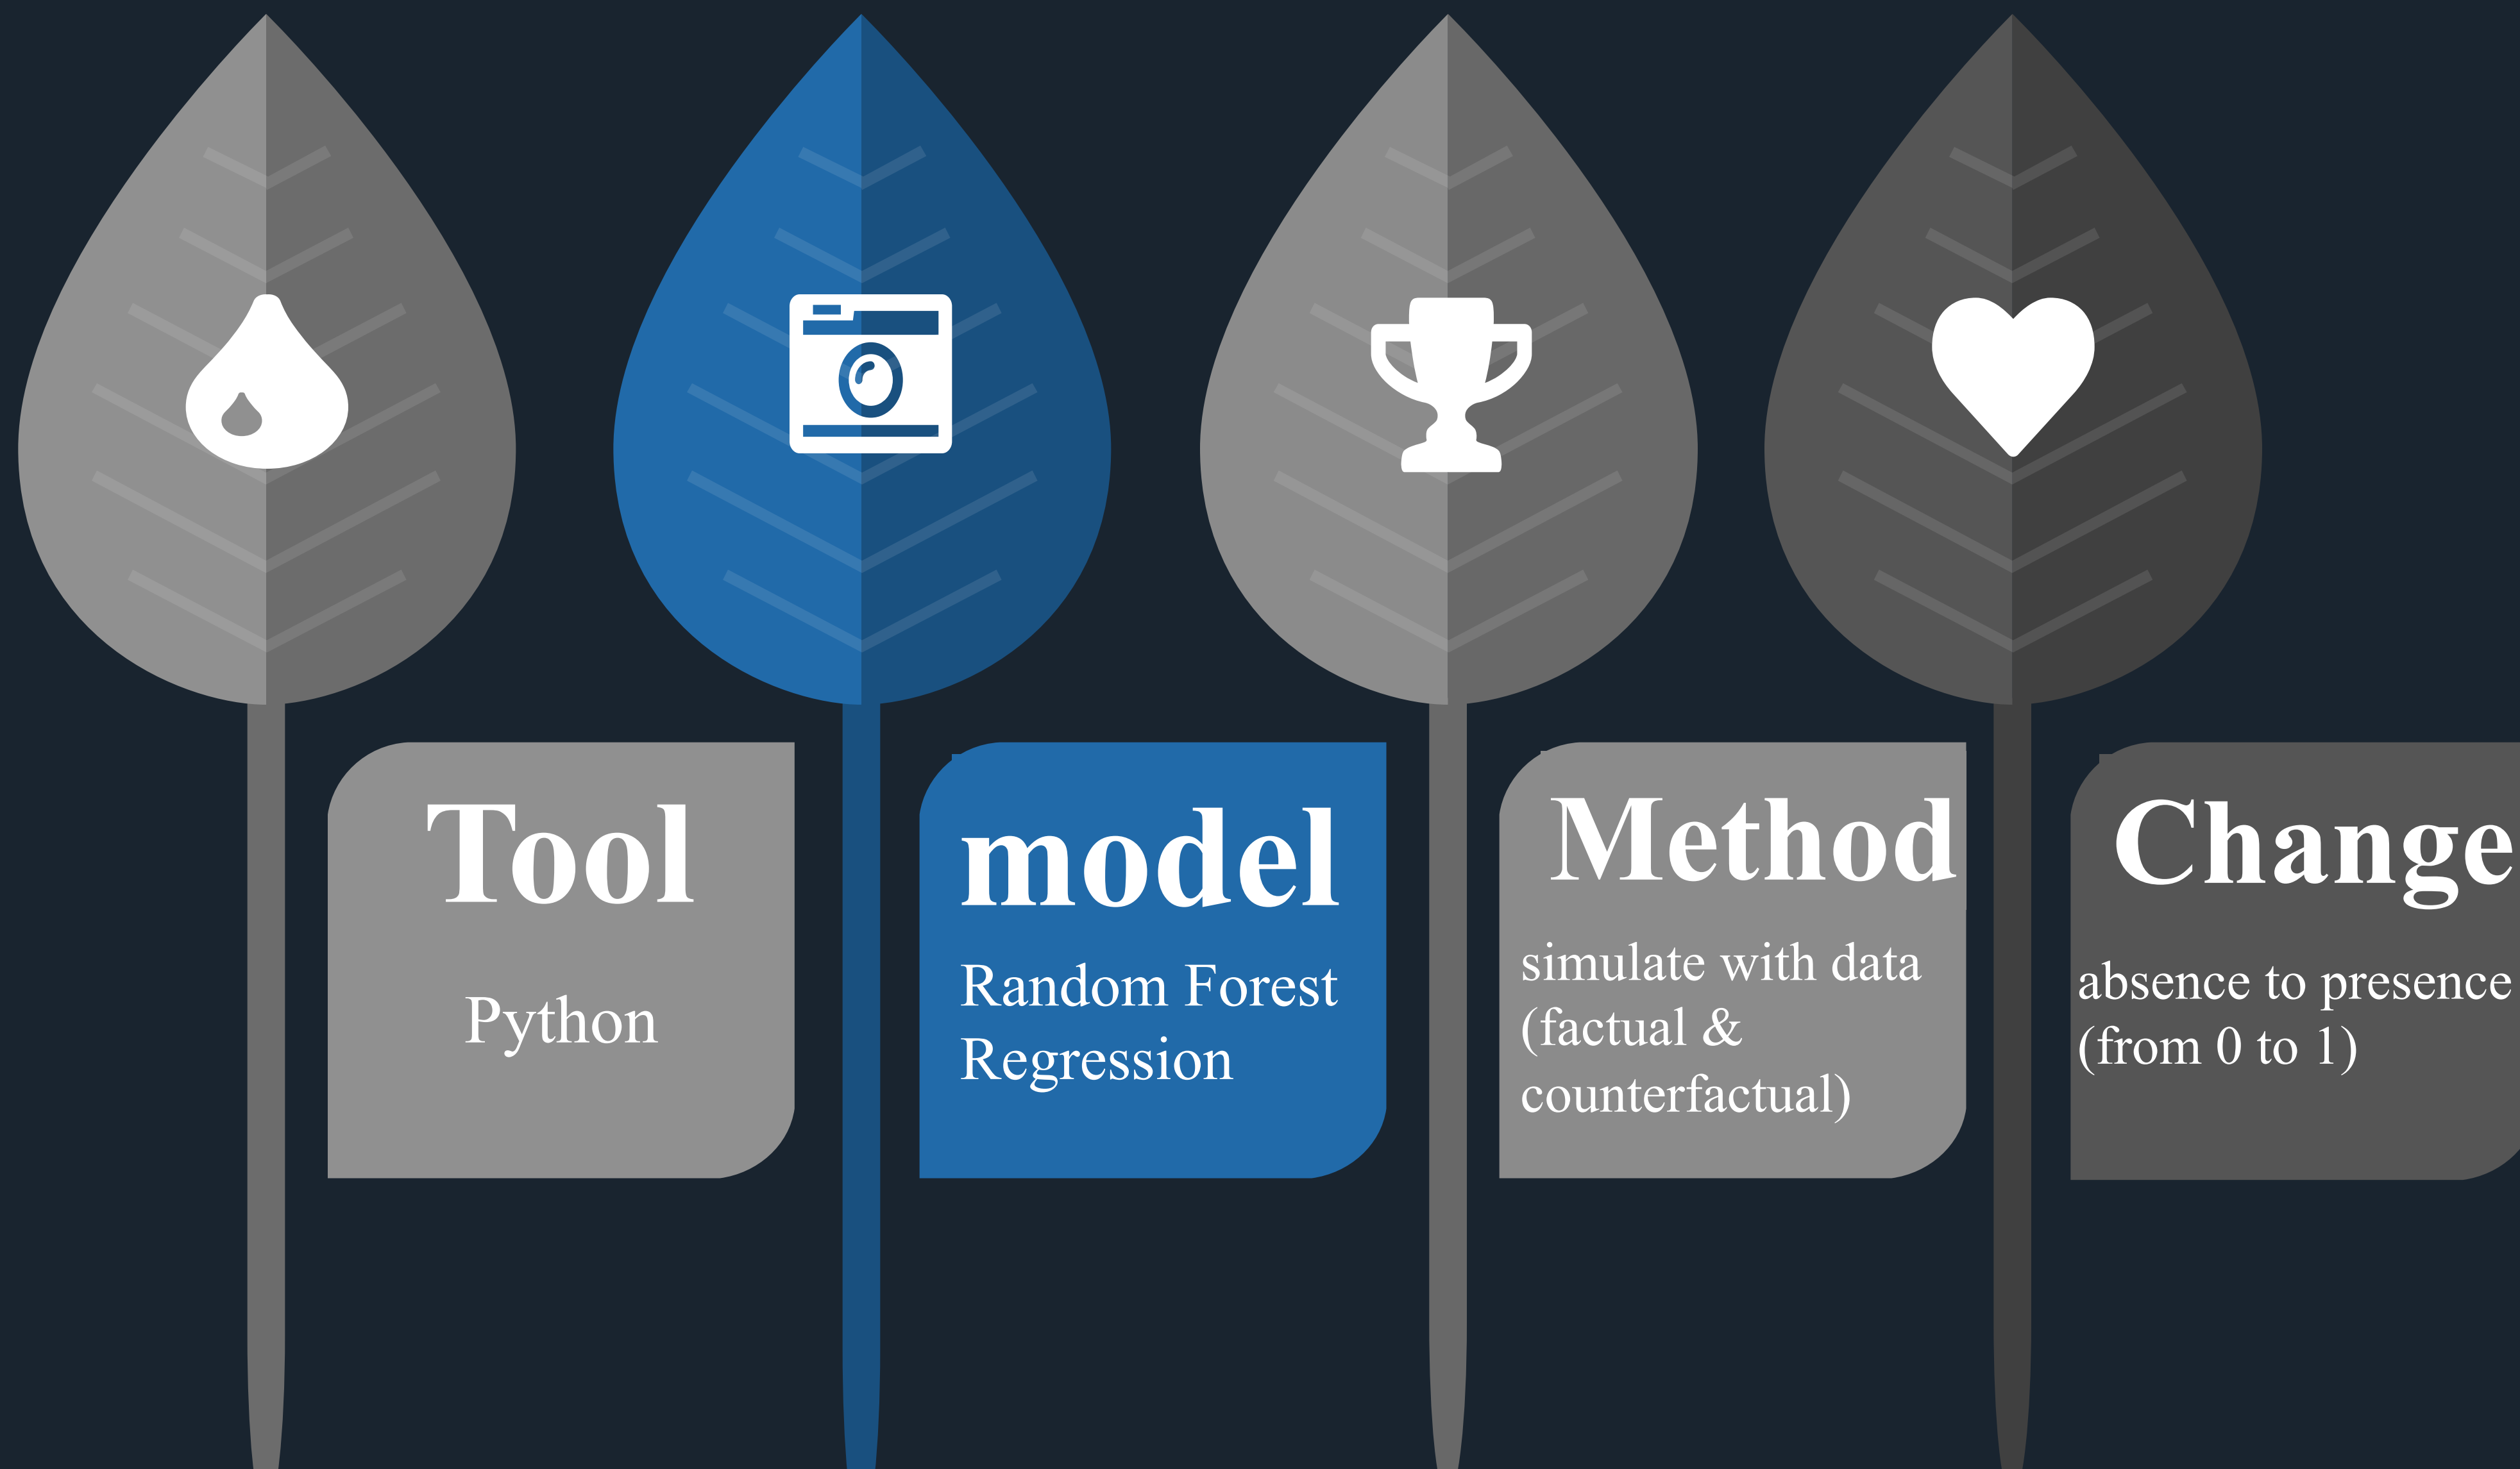 Tool
Python
model
Random Forest
Regression
Method
simulate with data
(factual &
counterfactual)
Change
absence to presence
(from 0 to 1)